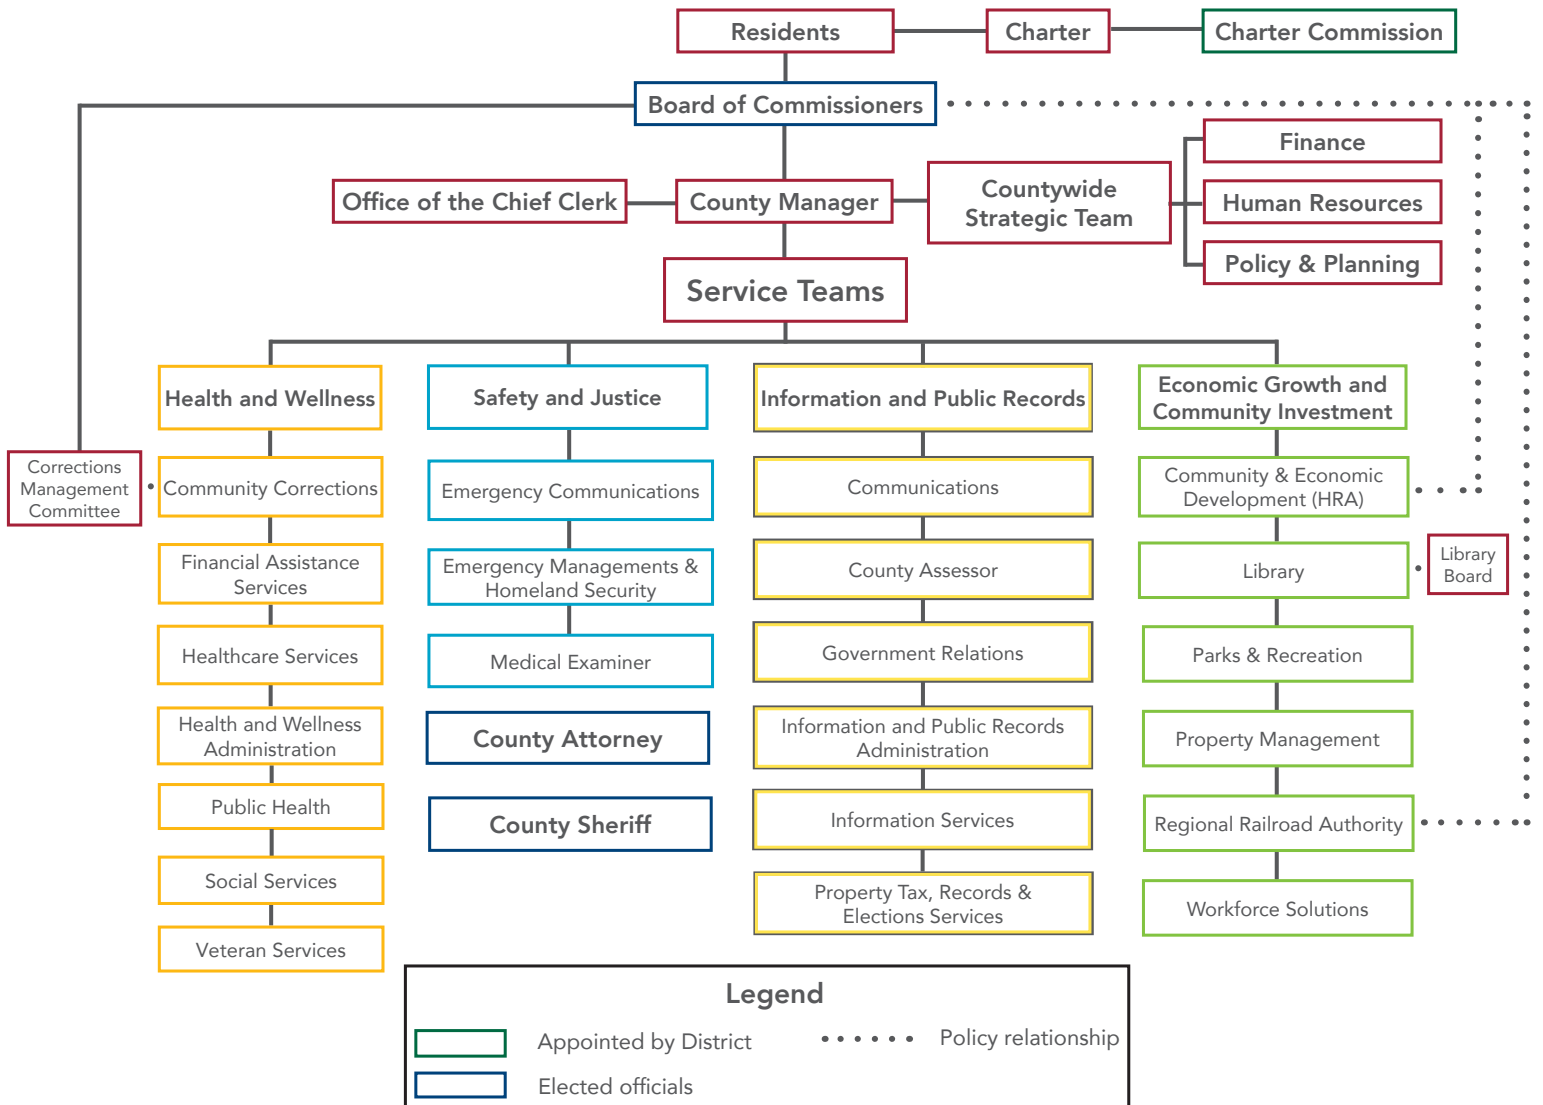 Residents
Charter
Charter Commission
Board of Commissioners
Finance
Office of the Chief Clerk
County Manager
Countywide
Strategic Team
Human Resources
Policy & Planning
Service Teams
Health and Wellness
Safety and Justice
Information and Public Records
Economic Growth and
Community Investment
Corrections
Management
Committee
Community Corrections
Emergency Communications
Communications
Community & Economic
Development (HRA)
Financial Assistance
Services
Emergency Managements &
Homeland Security
County Assessor
Library
Library
Board
Healthcare Services
Medical Examiner
Government Relations
Parks & Recreation
Health and Wellness
Administration
County Attorney
Information and Public Records
Administration
Property Management
Public Health
County Sheriff
Information Services
Regional Railroad Authority
Social Services
Property Tax, Records &
Elections Services
Workforce Solutions
Veteran Services
Legend
Appointed by District
Policy relationship
Elected officials